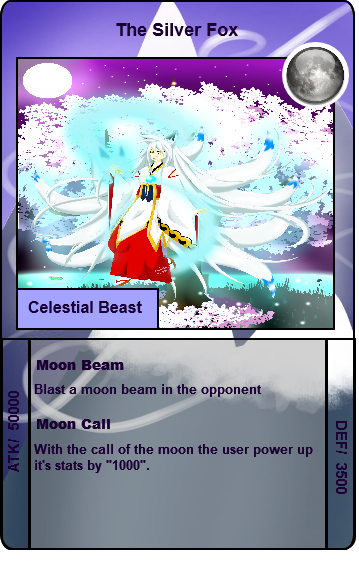 The Silver Fox
Celestial Beast
Moon Beam
Blast a moon beam in the opponent
Moon Call
With the call of the moon the user power up
it's stats by "1000".
ATK/ 50000
DEF/ 3500